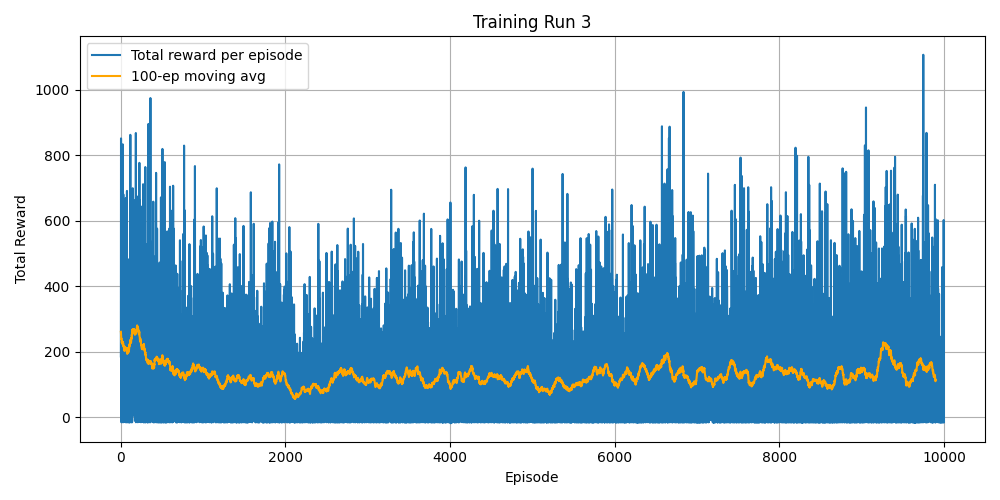 Training Run 3
Total reward per episode
100-ep moving avg
Total Reward
1000
800
600
400
200
0
0 2000 4000 6000 8000 10000
Episode